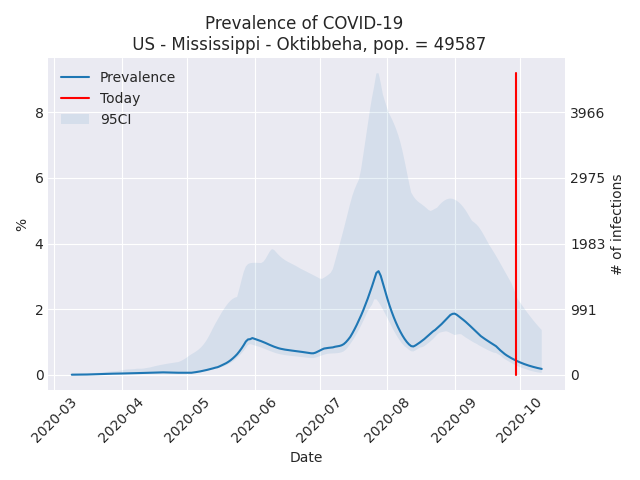 Prevalence of COVID-19
US - Mississippi - Oktibbeha, pop. = 49587
Prevalence
Today
95CI
%
8
6
4
2
0
3966
2975
1983
991
0
# of infections
2020-03
2020-04
2020-05
2020-06
2020-07
2020-08
2020-09
2020-10
Date